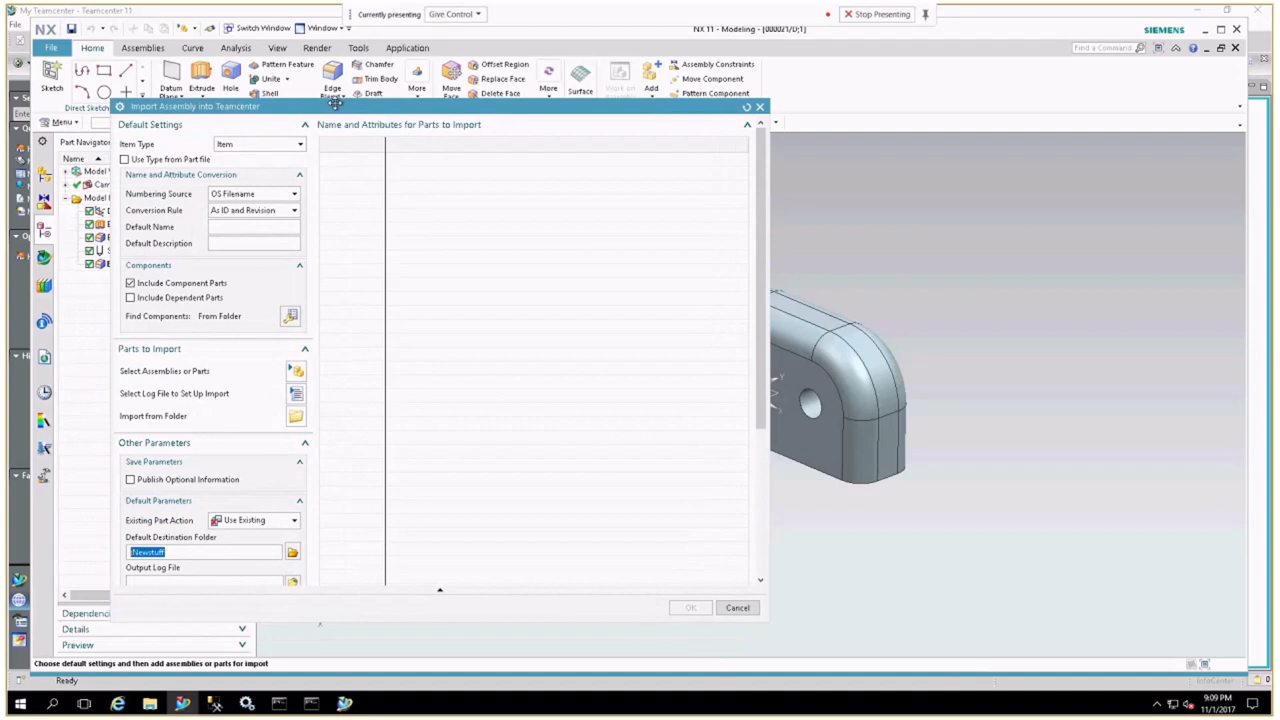 My Teamcenter - Teamcenter 11
Currently presenting Give Control Stop Presenting
File
NX Switch Window Window NX 11 - Modeling - [000021/D;1] SIEMENS
File Home Assemblies Curve Analysis View Render Tools Application Find a Command
Pattern Feature Chamfer Offset Region Assembly Constraints
Unite Trim Body Replace Face Move Component
Sketch Datum Plane Extrude Hole Shell Edge Blend Draft More Move Face Delete Face More Surface Add Pattern Component
Direct Sketch
Import Assembly into Teamcenter
Menu
Default Settings Name and Attributes for Parts to Import
Part Navigator
Item Type Item
Name
Use Type from Part file
Model
Name and Attribute Conversion
Numbering Source OS Filename
Model
Conversion Rule As ID and Revision
Default Name
Default Description
Components
Include Component Parts
Include Dependent Parts
Find Components: From Folder
Parts to Import
Select Assemblies or Parts
Select Log File to Set Up Import
Import from Folder
Other Parameters
Save Parameters
Publish Optional Information
Default Parameters
Existing Part Action Use Existing
Default Destination Folder
:Newstuff
Output Log File
OK Cancel
Dependenc
Details
Preview
Choose default settings and then add assemblies or parts for import
Ready
InfoCenter 0
9:09 PM
11/1/2017